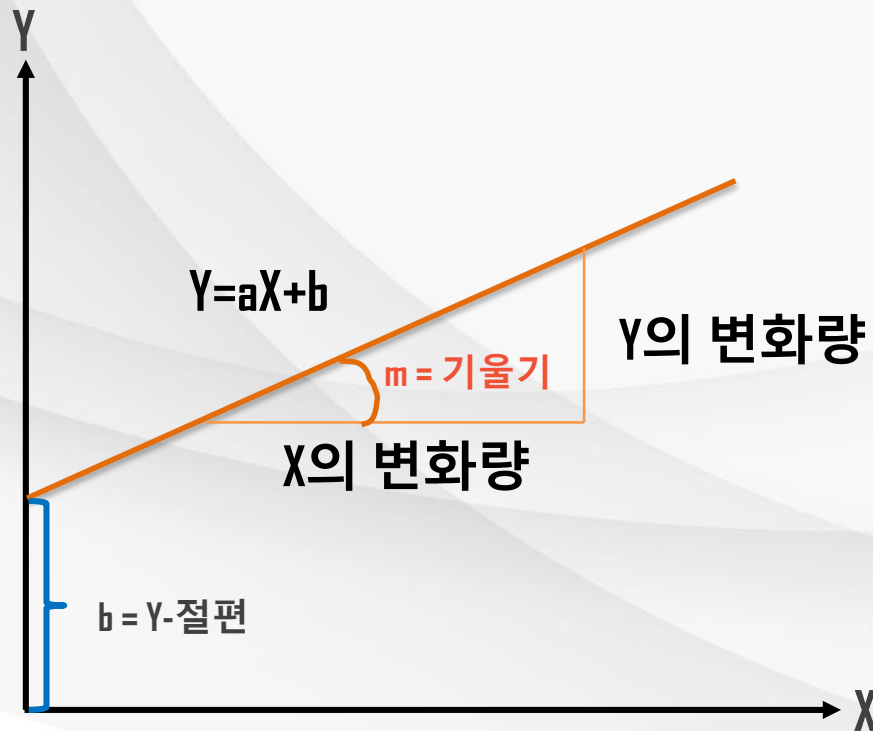 Y
Y=aX+b
Y의 변화량
m = 기울기
X의 변화량
b = Y-절편
X